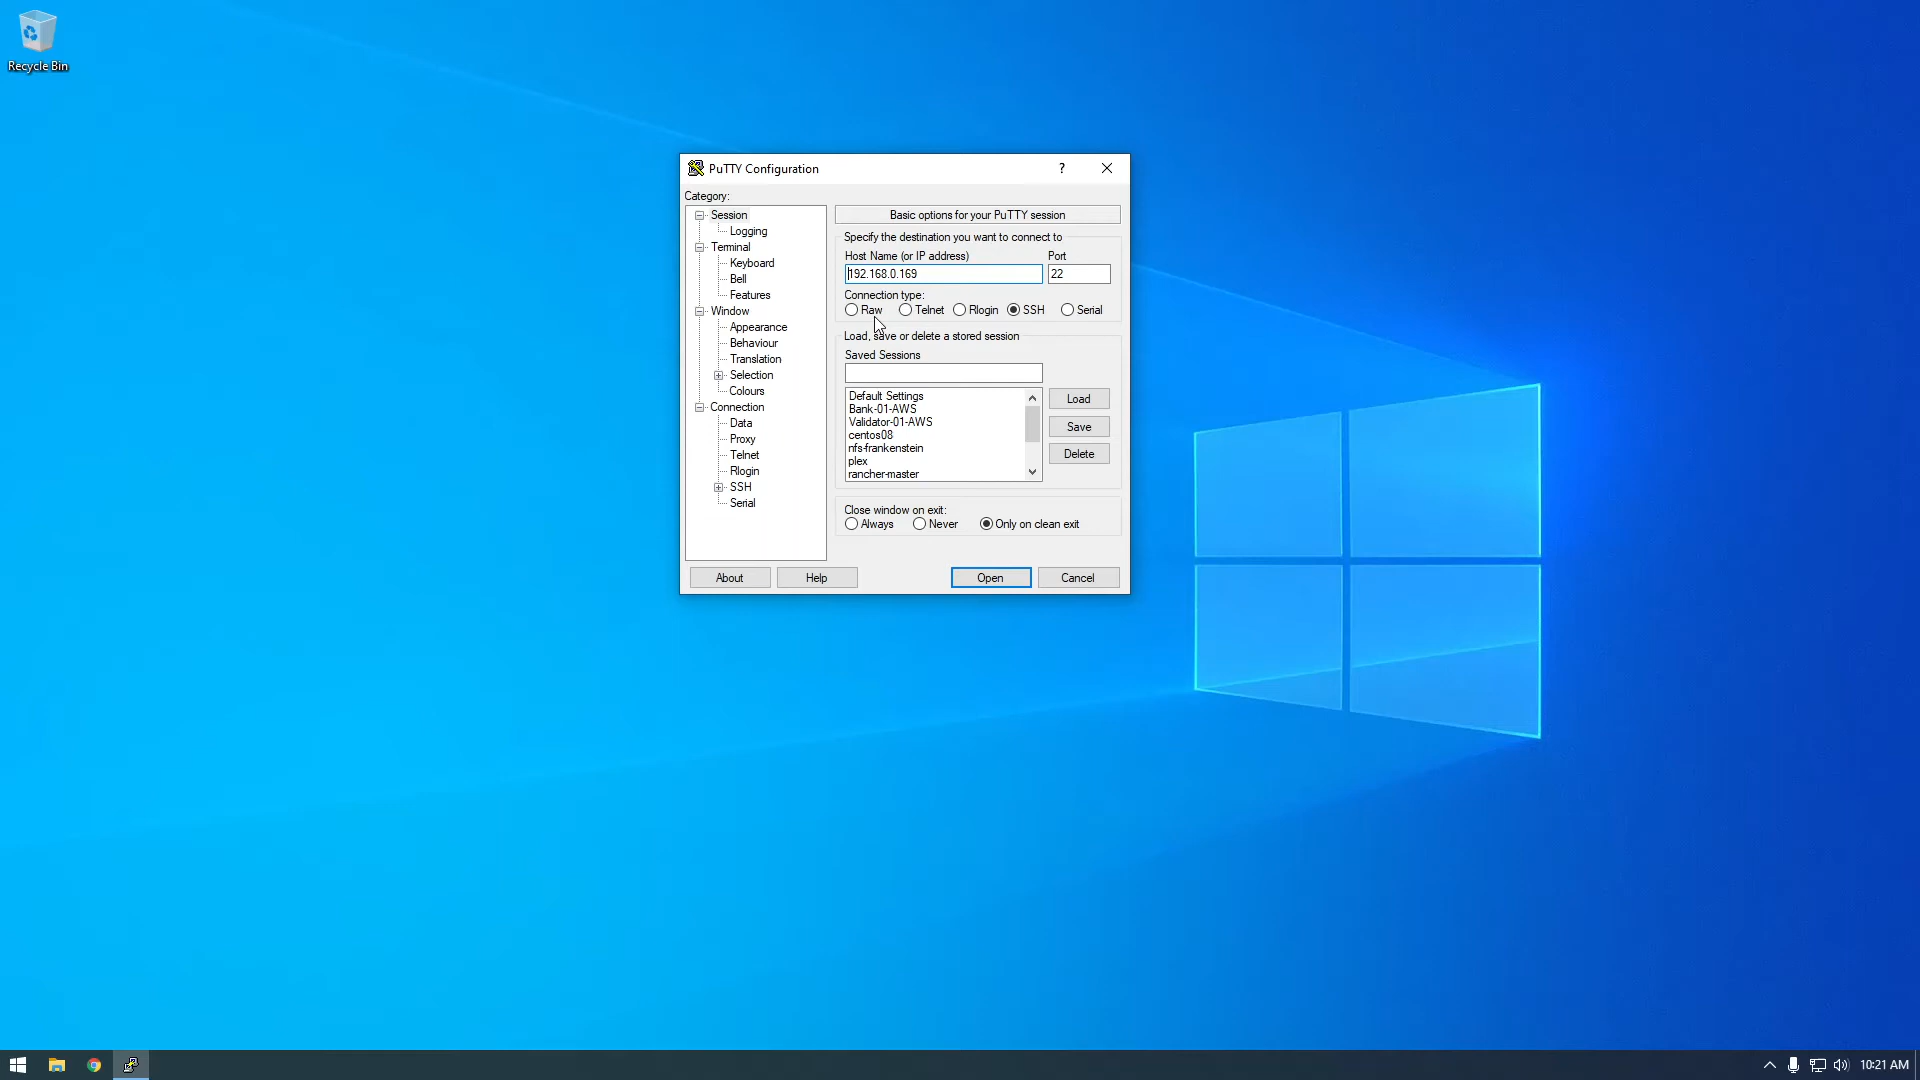 Recycle Bin
PuTTY Configuration
?
Category:
Session
Logging
Terminal
Keyboard
Bell
Features
Window
Appearance
Behaviour
Translation
Selection
Colours
Connection
Data
Proxy
Telnet
Rlogin
SSH
Serial
Basic options for your PuTTY session
Specify the destination you want to connect to
Host Name (or IP address) Port
192.168.0.169 22
Connection type:
Raw Telnet Rlogin SSH Serial
Load, save or delete a stored session
Saved Sessions
Default Settings
Bank-01-AWS
Validator-01-AWS
centos08
nfs-frankenstein
plex
rancher-master
Load
Save
Delete
Close window on exit:
Always Never Only on clean exit
About Help Open Cancel
10:21 AM